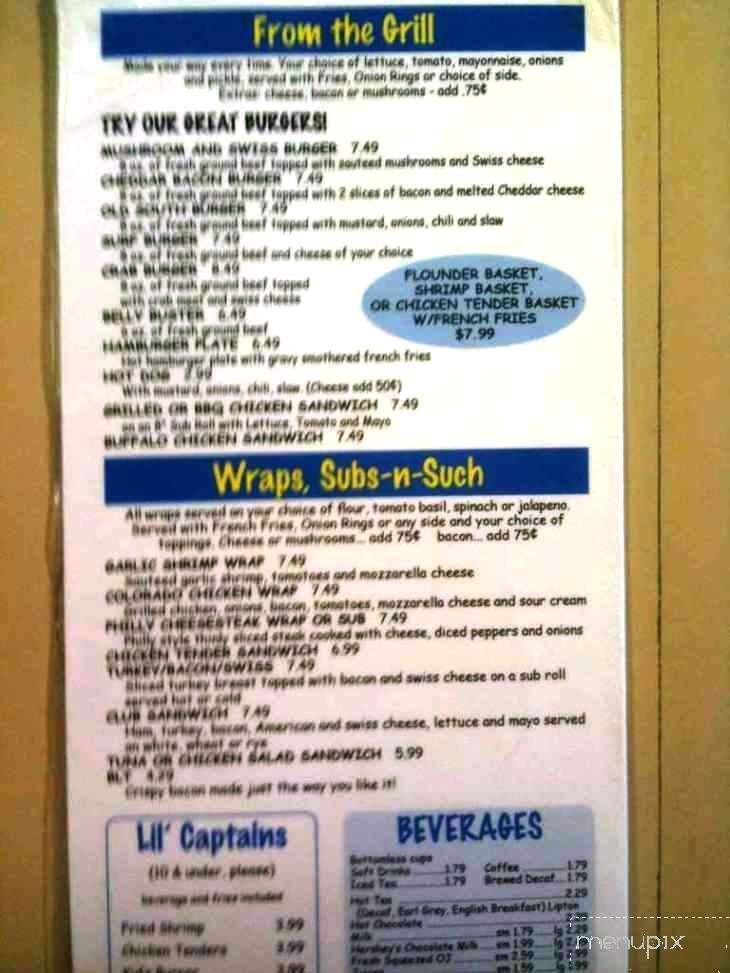 From the Grill
Made your way every time. Your choice of lettuce, tomato, mayonnaise, onions
and pickle, served with Fries, Onion Rings or choice of side.
Extras: cheese, bacon or mushrooms - add .75¢
TRY OUR GREAT BURGERS!
MUSHROOM AND SWISS BURGER 7.49
8 oz. of fresh ground beef topped with sauteed mushrooms and Swiss cheese
CHEDDAR BACON BURGER 7.49
8 oz. of fresh ground beef topped with 2 slices of bacon and melted Cheddar cheese
OLD SOUTH BURGER 7.49
8 oz. of fresh ground beef topped with mustard, onions, chili and slaw
SURF BURGER 7.49
8 oz. of fresh ground beef and cheese of your choice
CRAB BURGER 8.49
8 oz. of fresh ground beef topped
with crab meat and swiss cheese
BELLY BUSTER 6.49
8 oz. of fresh ground beef
HAMBURGER PLATE 6.49
Hot hamburger plate with gravy smothered french fries
HOT DOG
With mustard, onions, chili, slaw. (Cheese add 50¢)
GRILLED OR BBQ CHICKEN SANDWICH 7.49
on an 8" Sub Roll with Lettuce, Tomato and Mayo
BUFFALO CHICKEN SANDWICH 7.49
FLOUNDER BASKET,
SHRIMP BASKET,
OR CHICKEN TENDER BASKET
W/FRENCH FRIES
$7.99
Wraps, Subs-n-Such
All wraps served on your choice of flour, tomato basil, spinach or jalapeno.
Served with French Fries, Onion Rings or any side and your choice of
toppings. Cheese or mushrooms... add 75¢ bacon... add 75¢
GARLIC SHRIMP WRAP 7.49
Sauteed garlic shrimp, tomatoes and mozzarella cheese
COLORADO CHICKEN WRAP 7.49
Grilled chicken, onions, bacon, tomatoes, mozzarella cheese and sour cream
PHILLY CHEESESTEAK WRAP OR SUB 7.49
Philly style thinly sliced steak cooked with cheese, diced peppers and onions
CHICKEN TENDER SANDWICH 6.99
TURKEY/BACON/SWISS 7.49
Sliced turkey breast topped with bacon and swiss cheese on a sub roll
served hot or cold
CLUB SANDWICH 7.49
Ham, turkey, bacon, American and swiss cheese, lettuce and mayo served
on white, wheat or rye
TUNA OR CHICKEN SALAD SANDWICH 5.99
BLT 4.29
Crispy bacon made just the way you like it!
Lil' Captains
(10 & under, please)
beverage and fries included
Fried Shrimp 3.99
Chicken Tenders 3.99
Kids Burger 3.99
BEVERAGES
Bottomless cups
Soft Drinks 1.79 Coffee 1.79
Iced Tea 1.79 Brewed Decaf 1.79
Hot Tea 2.29
(Decaf, Earl Grey, English Breakfast) Lipton
Hot Chocolate
Milk sm 1.79 lg 2.29
Hershey's Chocolate Milk sm 1.99 lg
Fresh Squeezed OJ sm 2.59 lg
sm 1.59 lg
menupix